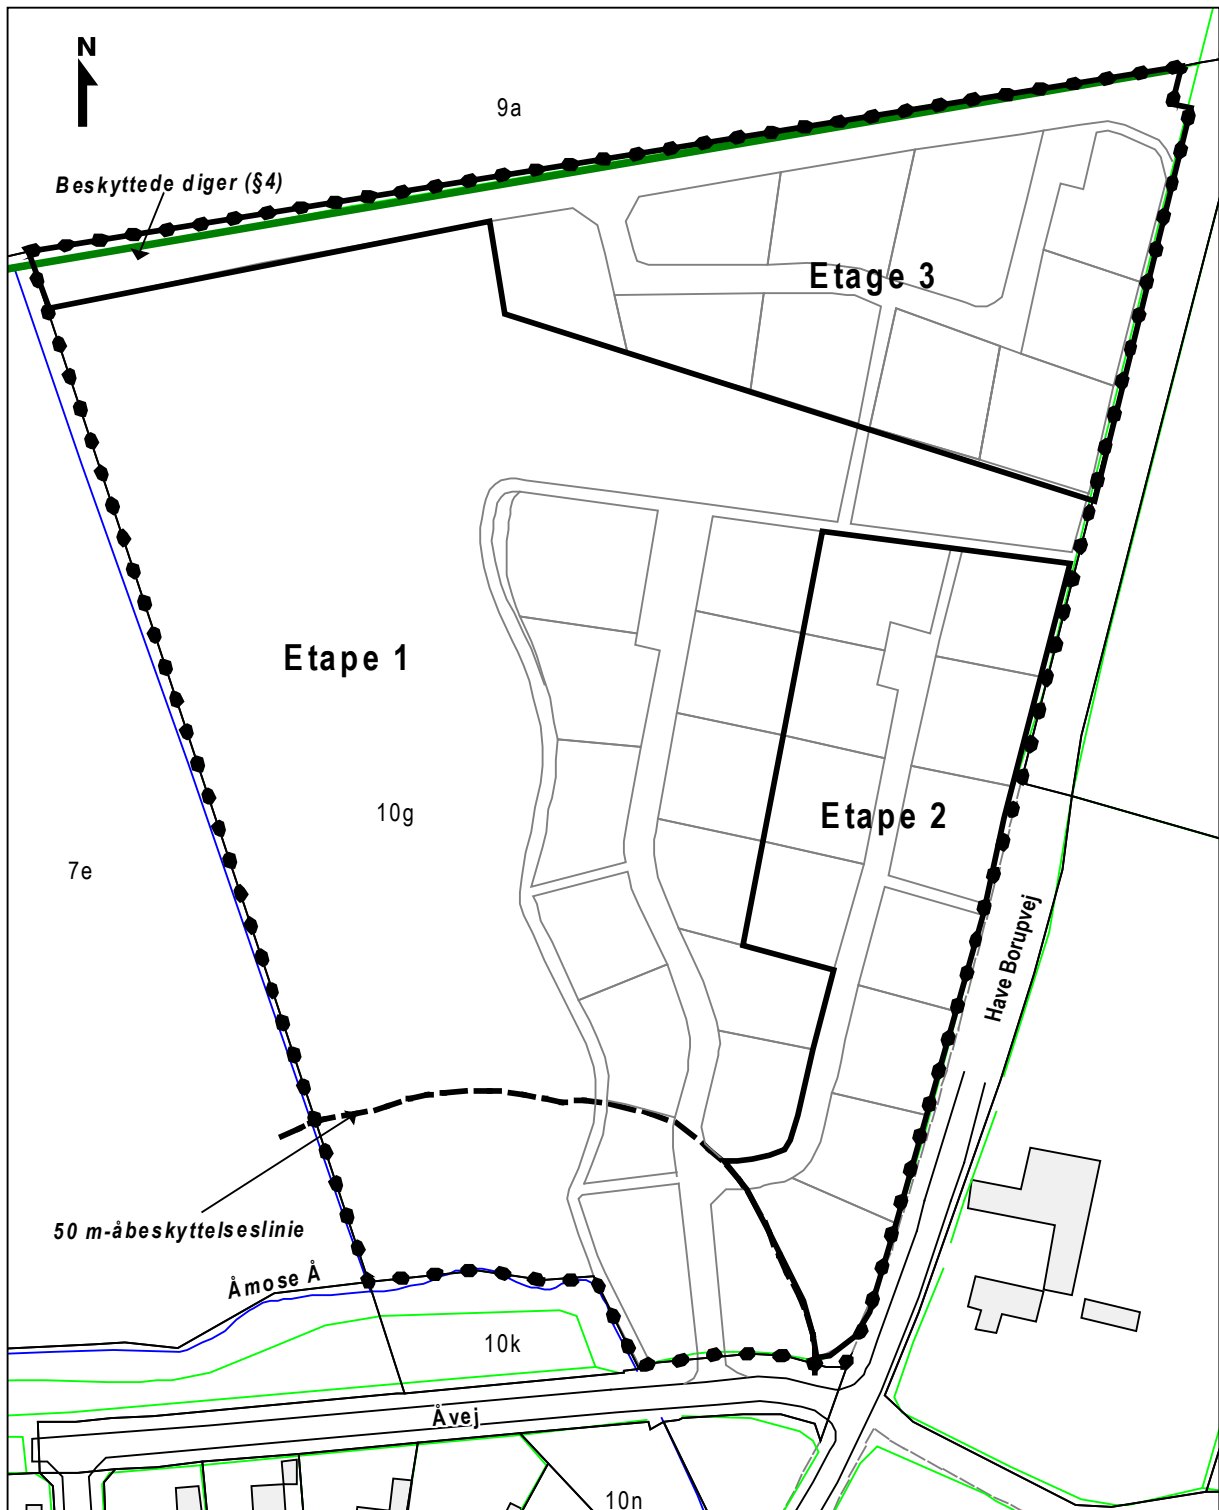 N
9a
Beskyttede diger (§4)
Etage 3
Etape 1
10g
Etape 2
7e
Have Borupvej
50 m-åbeskyttelseslinie
Åmose Å
10k
Åvej
10n